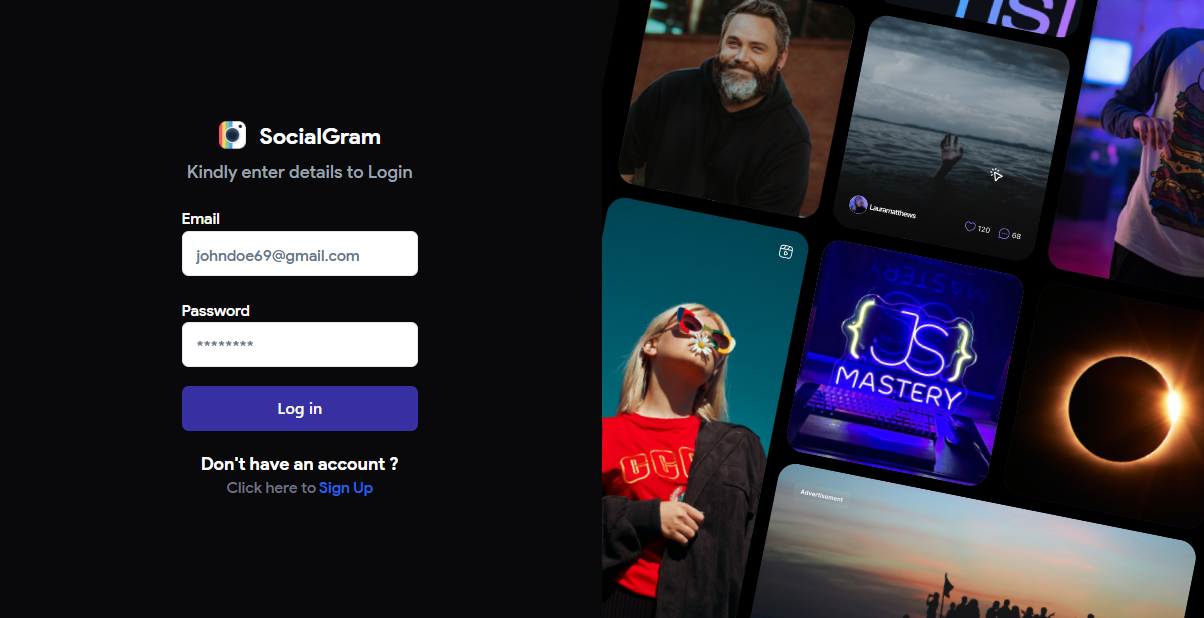 SocialGram
Kindly enter details to Login
Email
johndoe69@gmail.com
Password
********
Log in
Don't have an account ?
Click here to Sign Up
Lauramatthews
120
68
{JS}
MASTERY
Advertisement